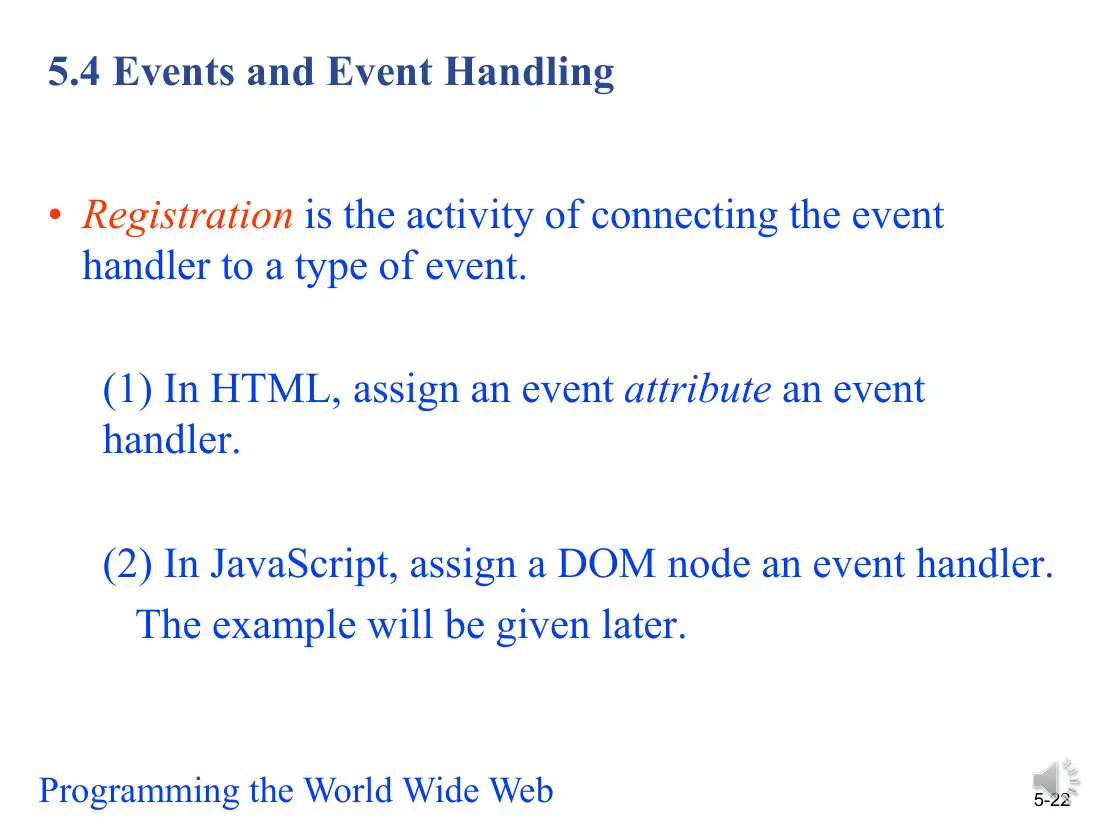 5.4 Events and Event Handling
• Registration is the activity of connecting the event
handler to a type of event.
(1) In HTML, assign an event attribute an event
handler.
(2) In JavaScript, assign a DOM node an event handler.
The example will be given later.
Programming the World Wide Web
5-22